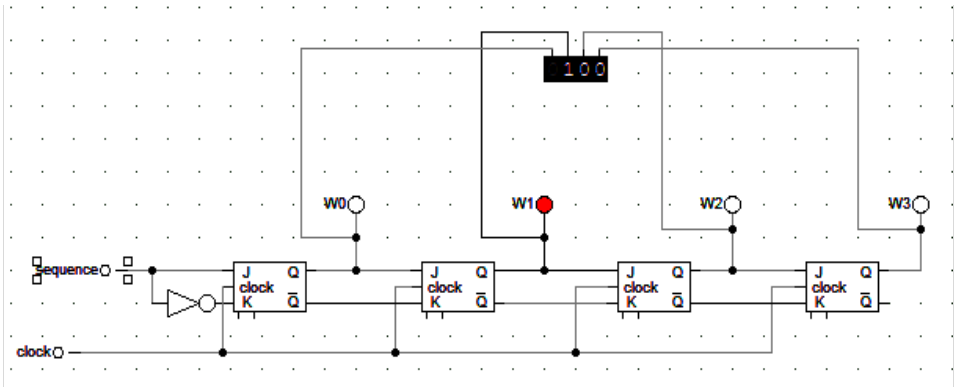 100
W0 W1 W2 W3
sequence J Q J Q J Q J Q
clock clock clock clock
K Q̅ K Q̅ K Q̅ K Q̅
clock